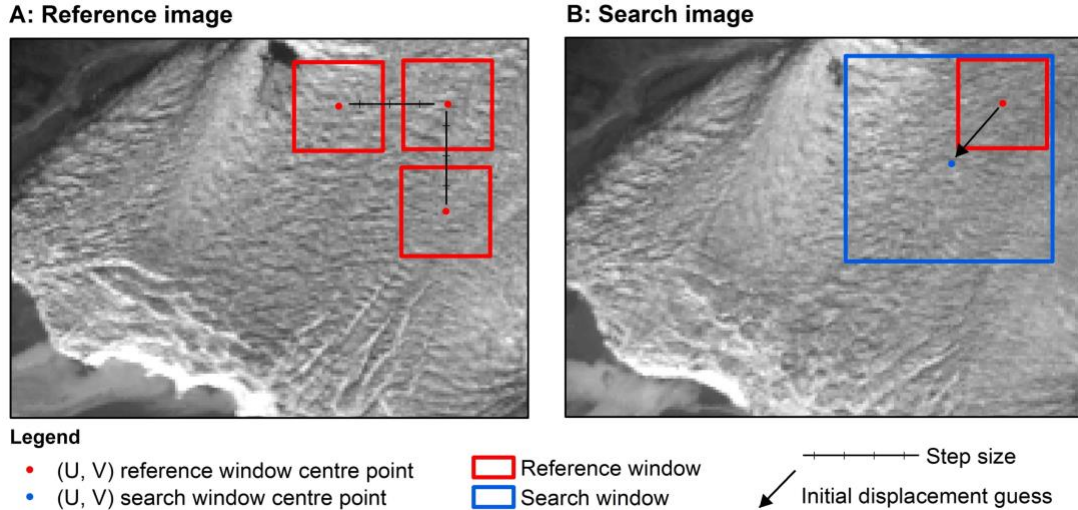 A: Reference image
B: Search image
Legend
(U, V) reference window centre point
(U, V) search window centre point
Reference window
Search window
Step size
Initial displacement guess